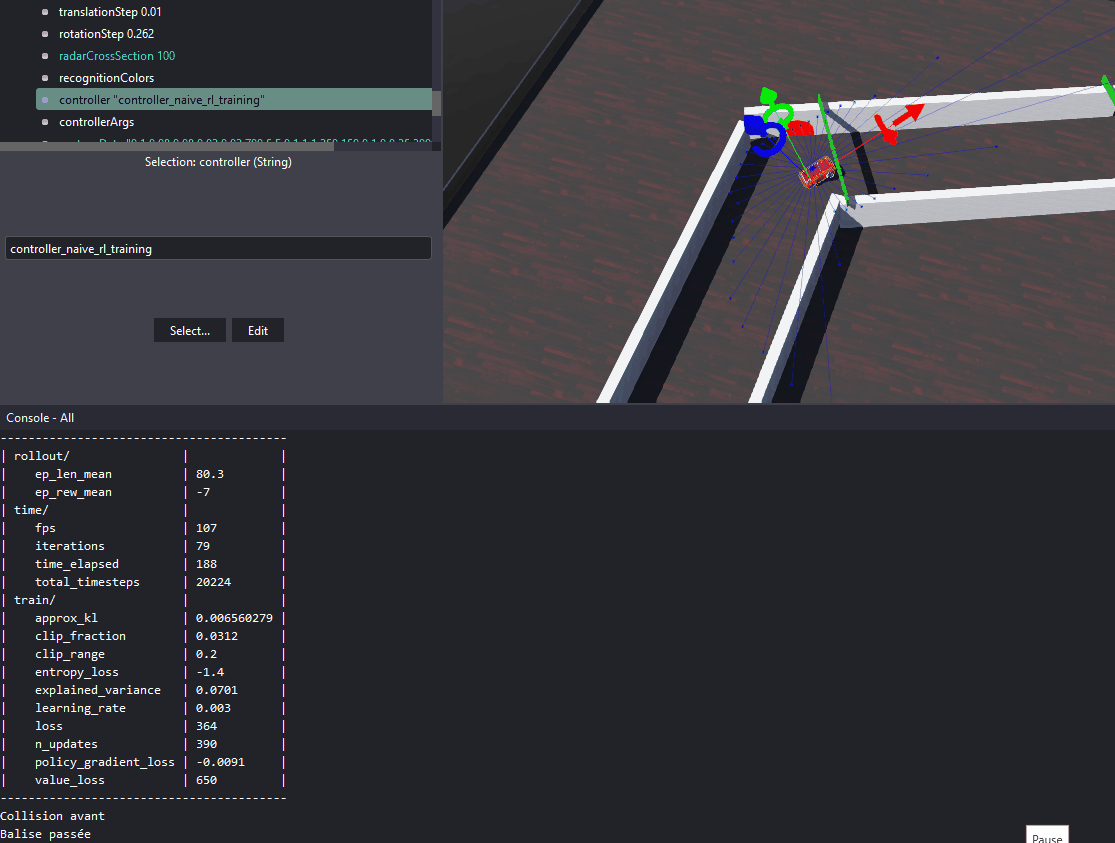 translationStep 0.01
rotationStep 0.262
radarCrossSection 100
recognitionColors
controller "controller_naive_rl_training"
controllerArgs
Selection: controller (String)
controller_naive_rl_training
Select... Edit
Console - All
----------------------------------------
| rollout/ | |
| ep_len_mean | 80.3 |
| ep_rew_mean | -7 |
| time/ | |
| fps | 107 |
| iterations | 79 |
| time_elapsed | 188 |
| total_timesteps | 20224 |
| train/ | |
| approx_kl | 0.006560279 |
| clip_fraction | 0.0312 |
| clip_range | 0.2 |
| entropy_loss | -1.4 |
| explained_variance | 0.0701 |
| learning_rate | 0.003 |
| loss | 364 |
| n_updates | 390 |
| policy_gradient_loss | -0.0091 |
| value_loss | 650 |
----------------------------------------
Collision avant
Balise passée
Pause